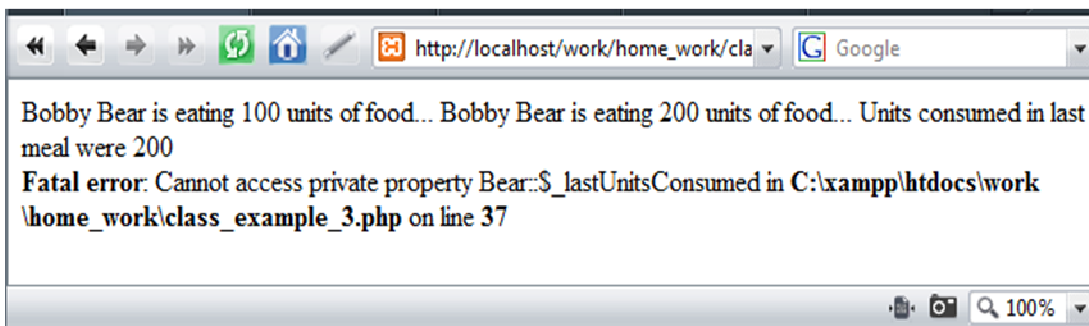 http://localhost/work/home_work/cla
Google
Bobby Bear is eating 100 units of food... Bobby Bear is eating 200 units of food... Units consumed in last
meal were 200
Fatal error: Cannot access private property Bear::$_lastUnitsConsumed in C:\xampp\htdocs\work
\home_work\class_example_3.php on line 37
100%